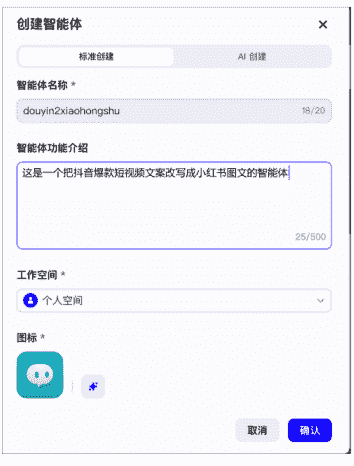 创建智能体
标准创建
AI 创建
智能体名称 *
douyin2xiaohongshu
18/20
智能体功能介绍
这是一个把抖音爆款短视频文案改写成小红书图文的智能体
25/500
工作空间 *
个人空间
图标 *
取消
确认